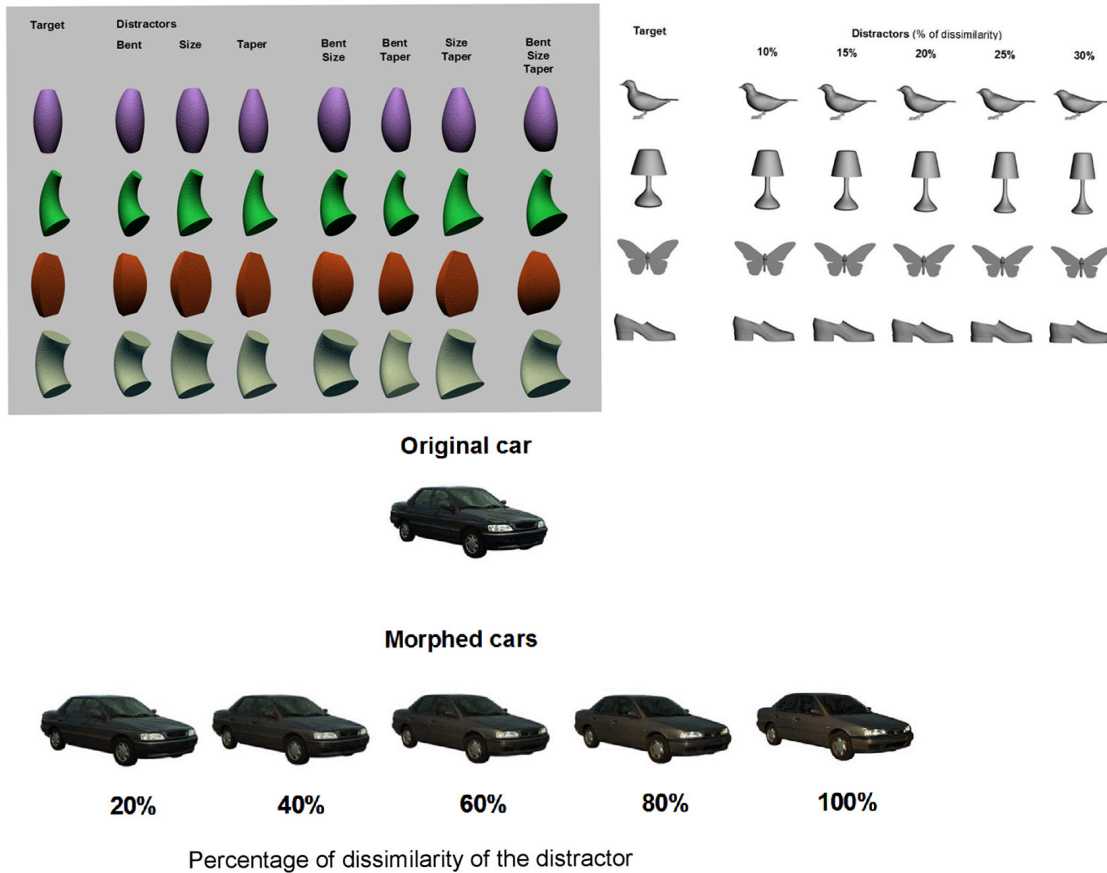 Target
Distractors
Bent
Size
Taper
Bent
Size
Bent
Taper
Size
Taper
Bent
Size
Taper
Target
Distractors (% of dissimilarity)
10%
15%
20%
25%
30%
Original car
Morphed cars
20%
40%
60%
80%
100%
Percentage of dissimilarity of the distractor